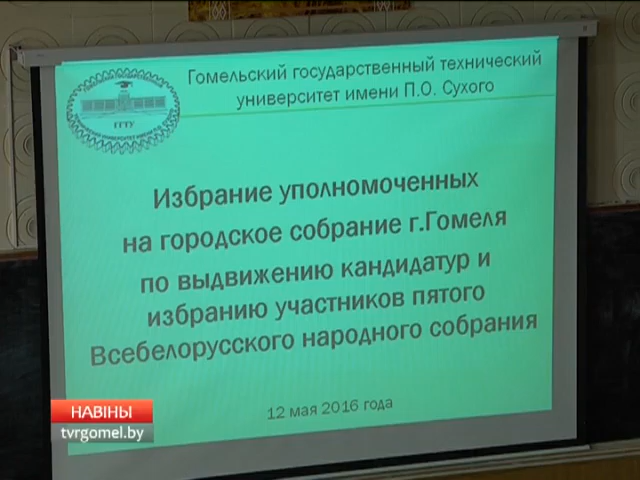 Гомельский государственный технический
университет имени П.О. Сухого
ГГТУ
Избрание уполномоченных
на городское собрание г.Гомеля
по выдвижению кандидатур и
избранию участников пятого
Всебелорусского народного собрания
12 мая 2016 года
НАВІНЫ
tvrgomel.by